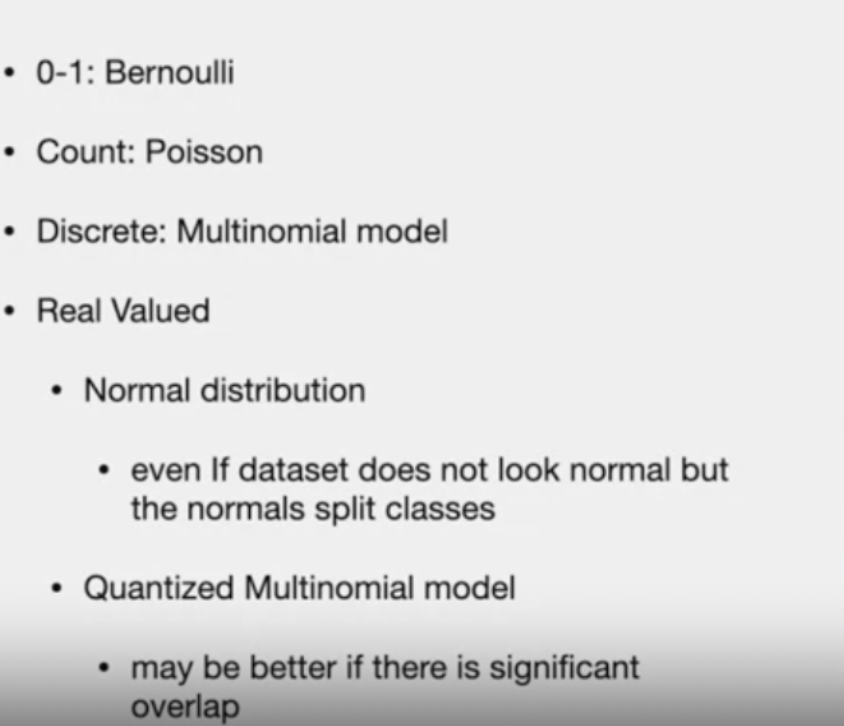 • 0-1: Bernoulli
• Count: Poisson
• Discrete: Multinomial model
• Real Valued
• Normal distribution
• even If dataset does not look normal but
the normals split classes
• Quantized Multinomial model
• may be better if there is significant
overlap